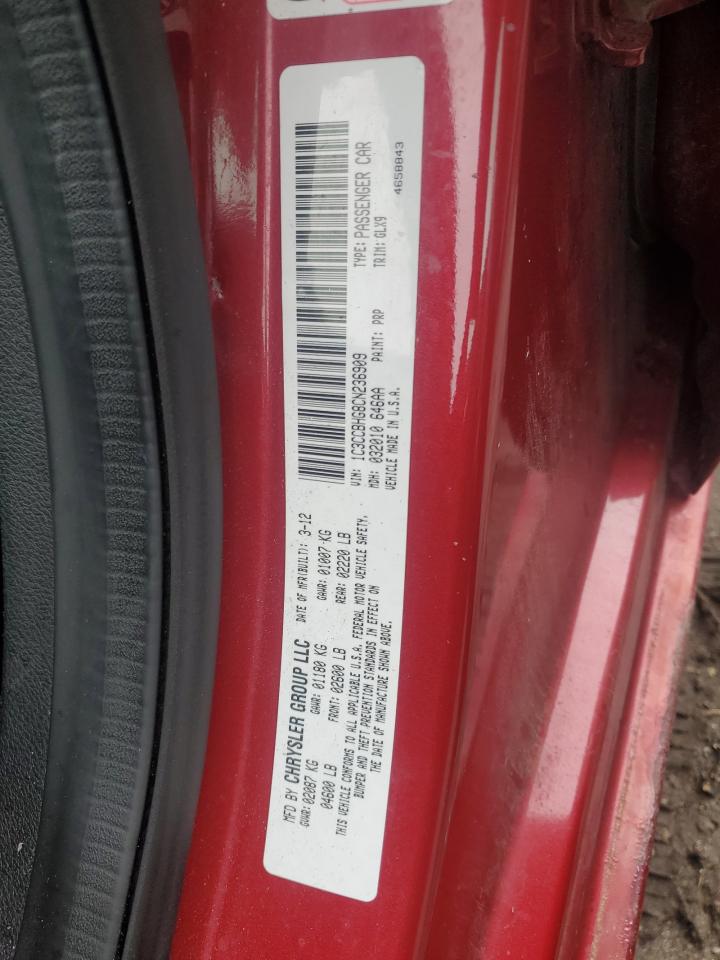 MFD BY CHRYSLER GROUP LLC DATE OF MFR(BUILT): 3-12
GVWR: 02087 KG GAWR: 01180 KG GAWR: 01007 KG
04600 LB FRONT: 02600 LB REAR: 02220 LB
THIS VEHICLE CONFORMS TO ALL APPLICABLE U.S.A. FEDERAL MOTOR VEHICLE SAFETY,
BUMPER AND THEFT PREVENTION STANDARDS IN EFFECT ON
THE DATE OF MANUFACTURE SHOWN ABOVE.
VIN: 1C3CCBHG8CN236909 TYPE: PASSENGER CAR
MDH: 032010 646AA PAINT: PRP TRIM: GLX9
VEHICLE MADE IN U.S.A.
4658843